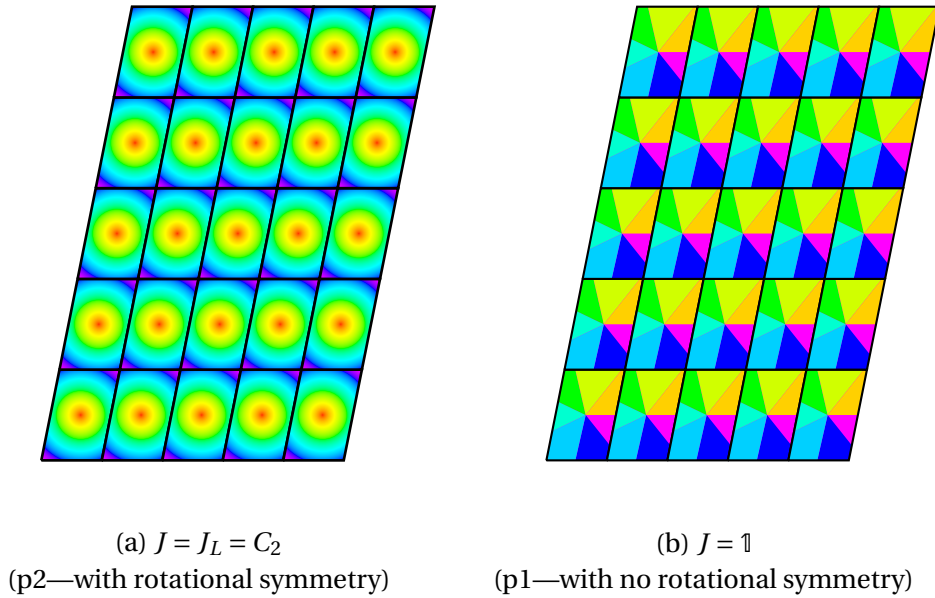 (a) J = J_L = C_2
(p2—with rotational symmetry)
(b) J = 𝟙
(p1—with no rotational symmetry)